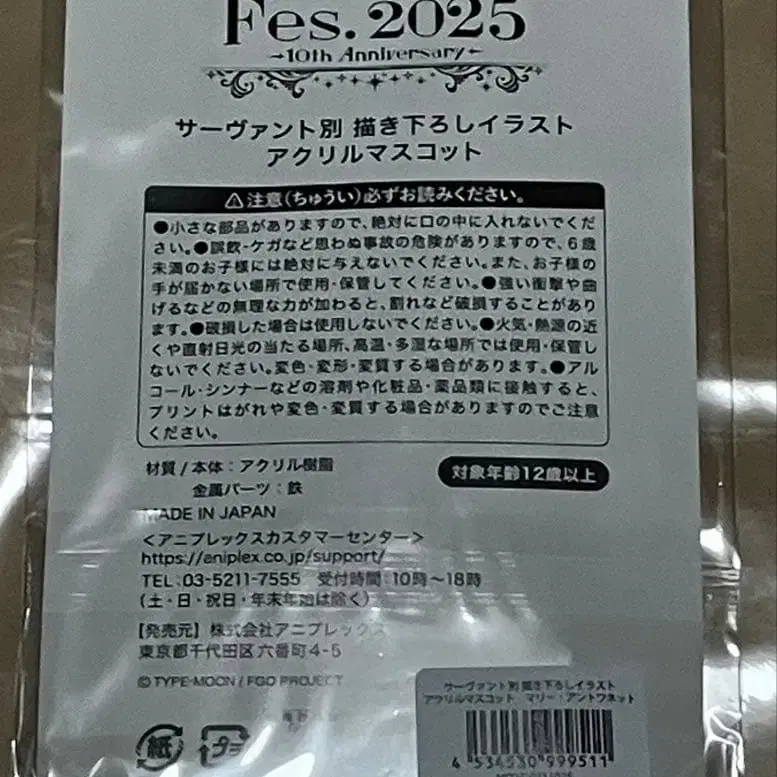 Fes. 2025
10th Anniversary
サーヴァント別 描き下ろしイラスト
アクリルマスコット
⚠注意(ちゅうい)必ずお読みください。
●小さな部品がありますので、絶対に口の中に入れないでくだ
さい。●誤飲・ケガなど思わぬ事故の危険がありますので、6歳
未満のお子様には絶対に与えないでください。また、お子様の
手が届かない場所で使用・保管してください。●強い衝撃や曲
げるなどの無理な力が加わると、割れなど破損することがあり
ます。●破損した場合は使用しないでください。●火気・熱源の近
くや直射日光の当たる場所、高温・多湿な場所では使用・保管し
ないでください。変色・変形・変質する場合があります。●アル
コール・シンナーなどの溶剤や化粧品・薬品類に接触すると、
プリントはがれや変色・変質する場合がありますのでご注意
ください。
材質/本体:アクリル樹脂
金属パーツ:鉄
対象年齢12歳以上
MADE IN JAPAN
<アニプレックスカスタマーセンター>
https://aniplex.co.jp/support/
TEL:03-5211-7555 受付時間:10時～18時
(土・日・祝日・年末年始は除く)
【発売元】株式会社アニプレックス
東京都千代田区六番町4-5
©TYPE-MOON / FGO PROJECT
サーヴァント別 描き下ろしイラスト
アクリルマスコット マリー・アントワネット
紙
プラ
4 534530 999511